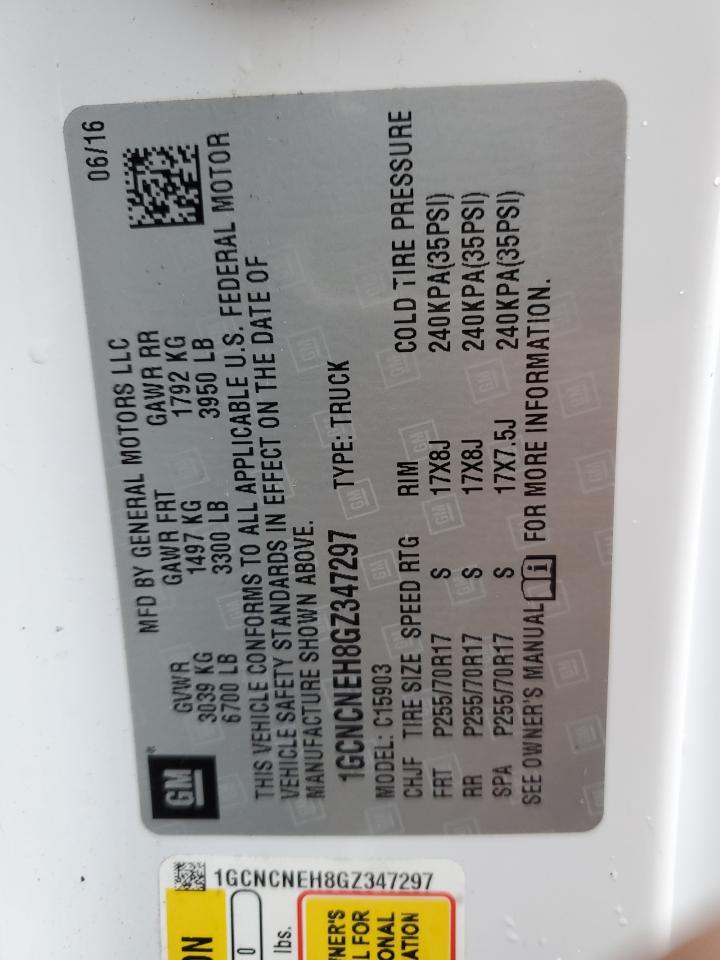 06/16
MFD BY GENERAL MOTORS LLC
GVWR GAWR FRT GAWR RR
3039 KG 1497 KG 1792 KG
6700 LB 3300 LB 3950 LB
GM
THIS VEHICLE CONFORMS TO ALL APPLICABLE U.S. FEDERAL MOTOR
VEHICLE SAFETY STANDARDS IN EFFECT ON THE DATE OF
MANUFACTURE SHOWN ABOVE.
1GCNCNEH8GZ347297 TYPE: TRUCK
MODEL: C15903
CHJF TIRE SIZE SPEED RTG RIM COLD TIRE PRESSURE
FRT P255/70R17 S 17X8J 240KPA(35PSI)
RR P255/70R17 S 17X8J 240KPA(35PSI)
SPA P255/70R17 S 17X7.5J 240KPA(35PSI)
SEE OWNER'S MANUAL i FOR MORE INFORMATION.
1GCNCNEH8GZ347297
0
lbs.